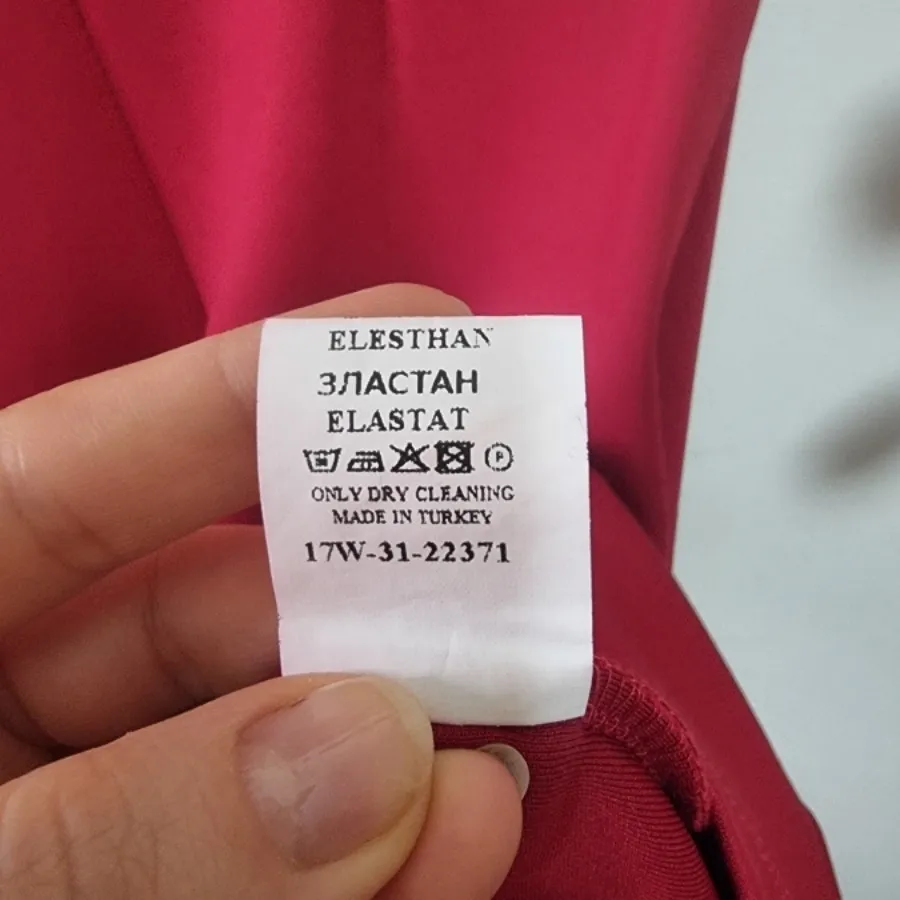 ELESTHAN
ЗЛАСТАН
ELASTAT
P
ONLY DRY CLEANING
MADE IN TURKEY
17W-31-22371